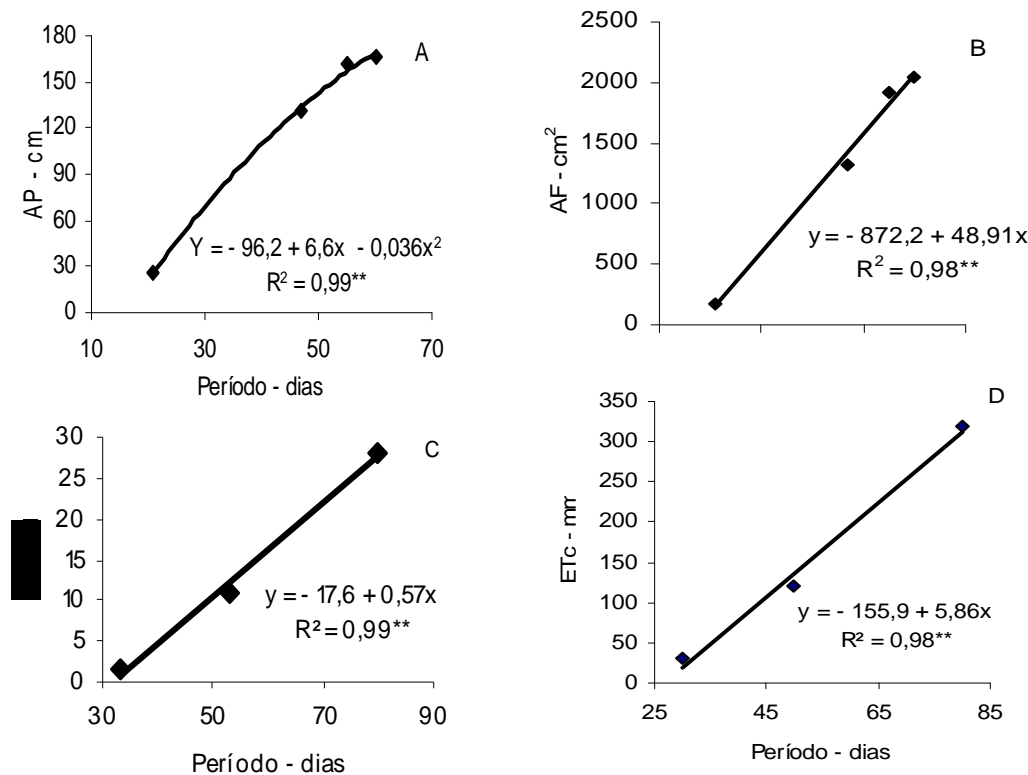 A
180
150
120
90
60
30
0
AP - cm
Y = - 96,2 + 6,6x - 0,036x²
R² = 0,99**
10 30 50 70
Período - dias
B
2500
2000
1500
1000
500
0
AF - cm²
y = - 872,2 + 48,91x
R² = 0,98**
C
30
25
20
15
10
5
0
y = - 17,6 + 0,57x
R² = 0,99**
30 50 70 90
Período - dias
D
350
300
250
200
150
100
50
0
ETc - mm
y = - 155,9 + 5,86x
R² = 0,98**
25 45 65 85
Período - dias